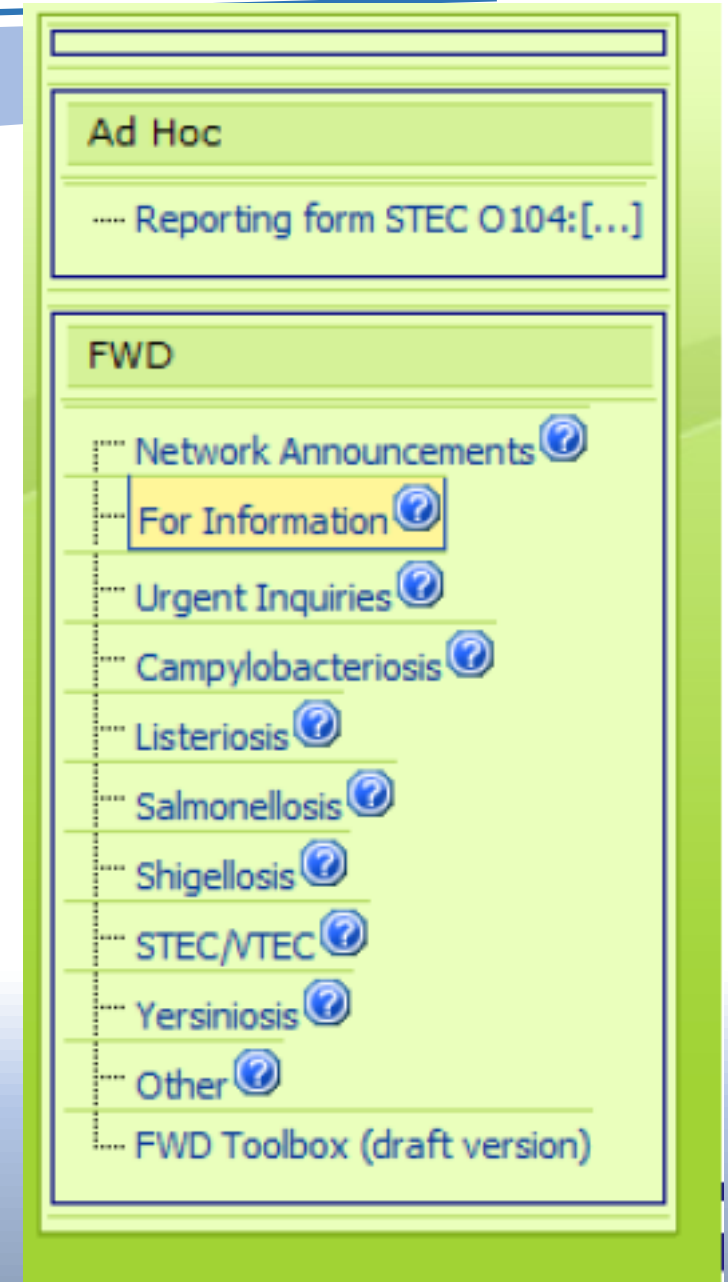 Ad Hoc
Reporting form STEC O104:[...]
FWD
Network Announcements
For Information
Urgent Inquiries
Campylobacteriosis
Listeriosis
Salmonellosis
Shigellosis
STEC/VTEC
Yersiniosis
Other
FWD Toolbox (draft version)